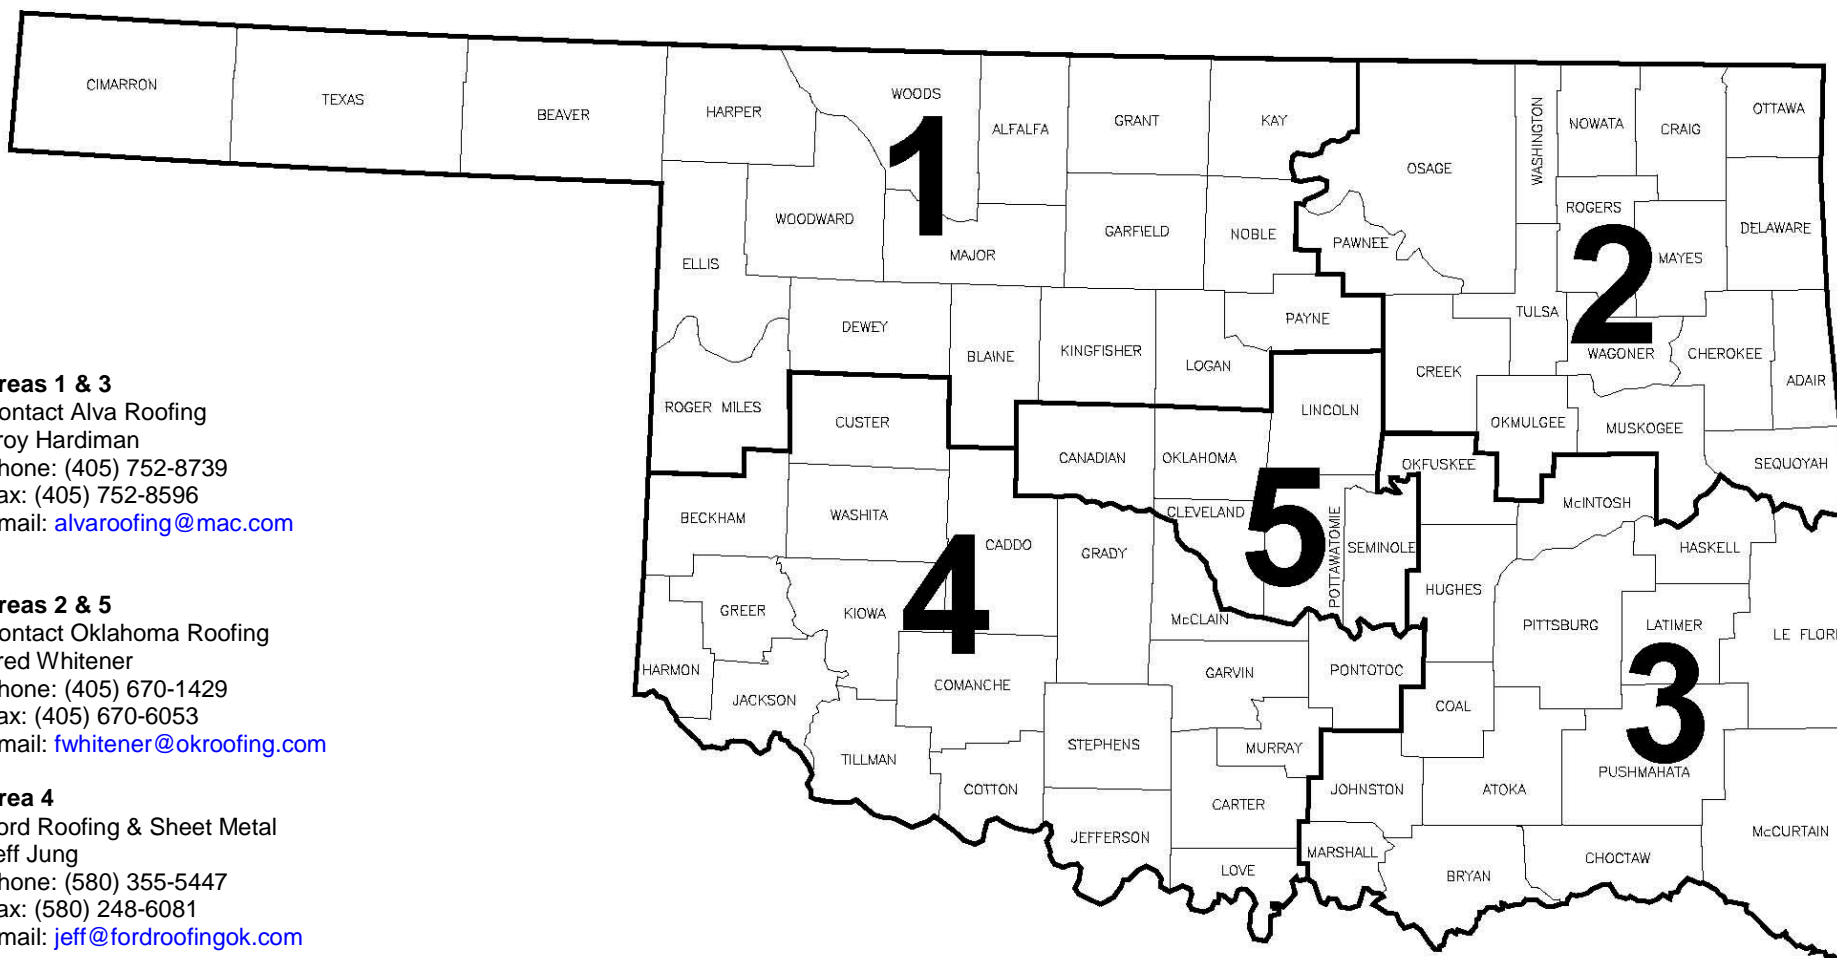 reas 1 & 3
ontact Alva Roofing
roy Hardiman
hone: (405) 752-8739
ax: (405) 752-8596
mail: alvaroofing@mac.com
reas 2 & 5
ontact Oklahoma Roofing
red Whitener
hone: (405) 670-1429
ax: (405) 670-6053
mail: fwhitener@okroofing.com
rea 4
ord Roofing & Sheet Metal
eff Jung
hone: (580) 355-5447
ax: (580) 248-6081
mail: jeff@fordroofingok.com
CIMARRON
TEXAS
BEAVER
HARPER
WOODS
ALFALFA
GRANT
KAY
OSAGE
WASHINGTON
NOWATA
CRAIG
OTTAWA
1
WOODWARD
ELLIS
MAJOR
GARFIELD
NOBLE
PAWNEE
ROGERS
DELAWARE
MAYES
2
DEWEY
BLAINE
KINGFISHER
LOGAN
PAYNE
TULSA
WAGONER
CHEROKEE
ADAIR
CREEK
ROGER MILES
CUSTER
LINCOLN
OKMULGEE
MUSKOGEE
CANADIAN
OKLAHOMA
OKFUSKEE
SEQUOYAH
BECKHAM
WASHITA
CADDO
GRADY
CLEVELAND
5
POTTAWATOMIE
SEMINOLE
McINTOSH
HASKELL
GREER
KIOWA
4
McCLAIN
HUGHES
PITTSBURG
LATIMER
LE FLOR
HARMON
JACKSON
COMANCHE
GARVIN
PONTOTOC
COAL
3
TILLMAN
COTTON
STEPHENS
MURRAY
JOHNSTON
ATOKA
PUSHMAHATA
CARTER
JEFFERSON
LOVE
MARSHALL
BRYAN
CHOCTAW
McCURTAIN